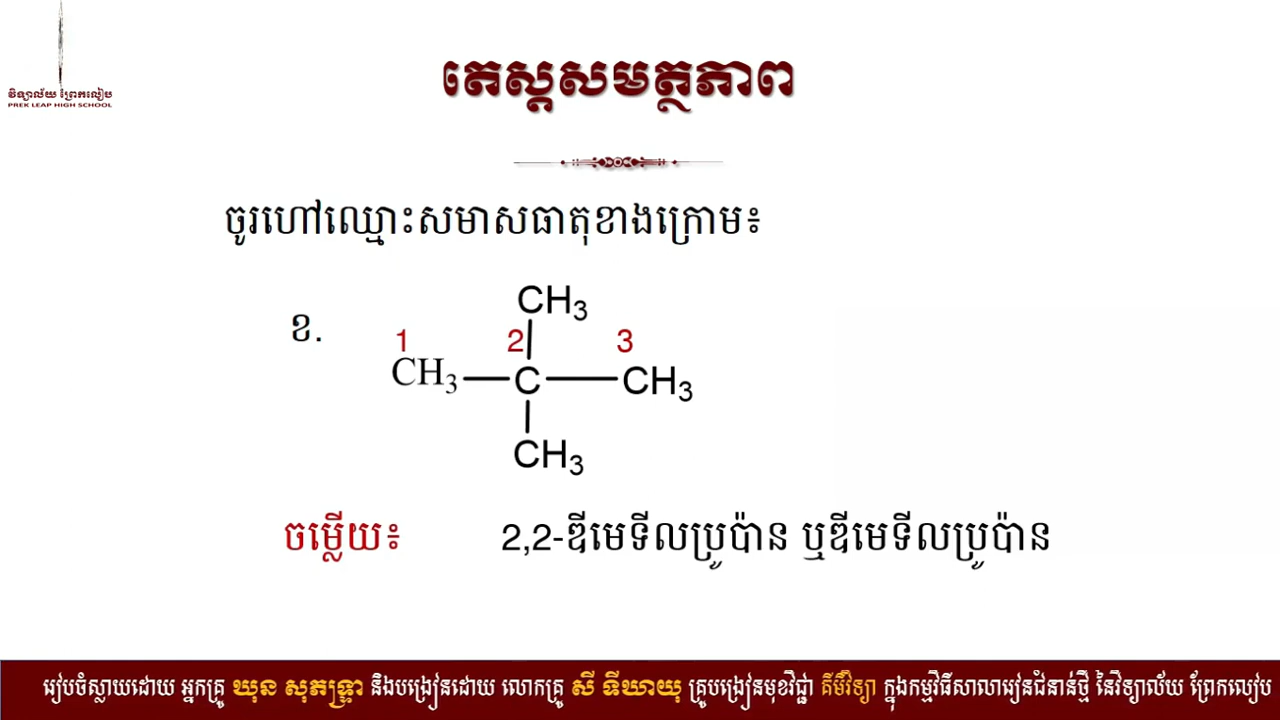 វិទ្យាល័យ ព្រែកលៀប
PREK LEAP HIGH SCHOOL
តេស្តសមត្ថភាព
ចូរហៅឈ្មោះសមាសធាតុខាងក្រោម៖
CH3
ខ.
1 2 3
CH3 C CH3
CH3
ចម្លើយ៖ 2,2-ឌីមេទីលប្រូប៉ាន ឬឌីមេទីលប្រូប៉ាន
រៀបចំស្លាយដោយ អ្នកគ្រូ ឃុន សុភន្ទ្រា និងបង្រៀនដោយ លោកគ្រូ សី ទីឃាយុ គ្រូបង្រៀនមុខវិជ្ជា គីមីវិទ្យា ក្នុងកម្មវិធីសាលារៀនជំនាន់ថ្មី នៃវិទ្យាល័យ ព្រែកលៀប